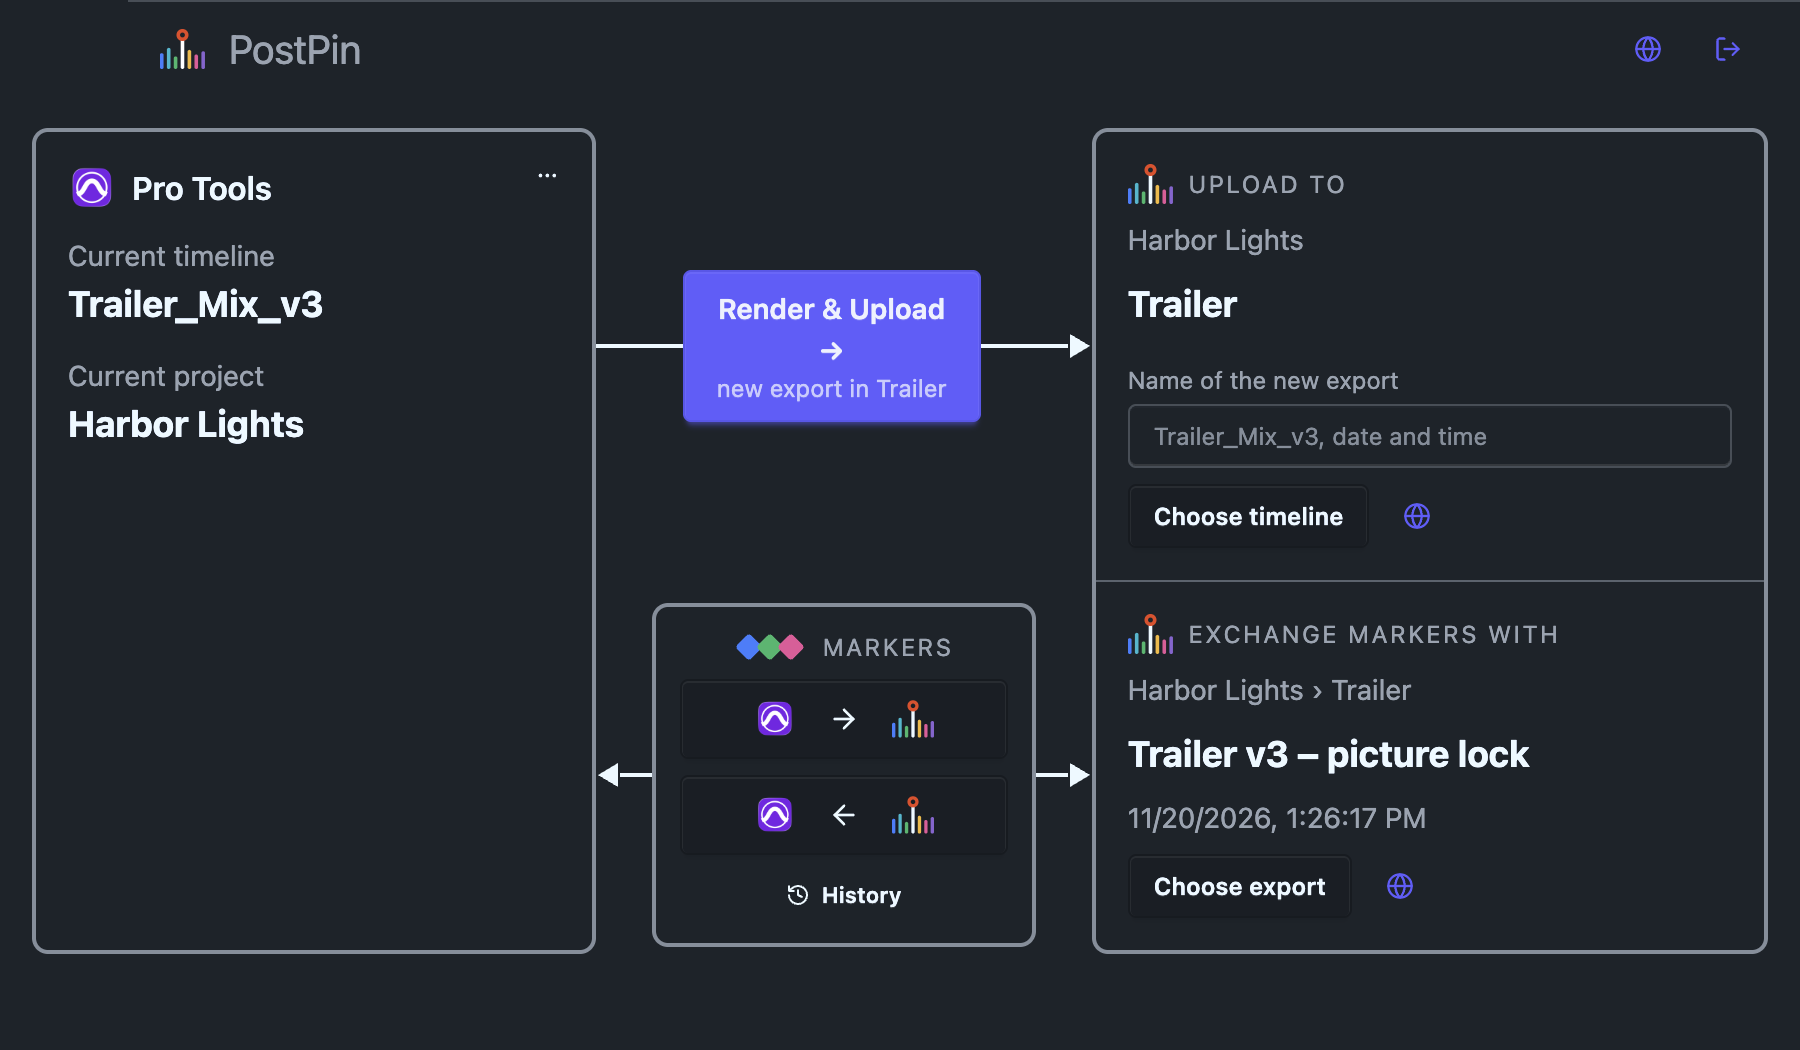 PostPin
Pro Tools
...
Current timeline
Trailer_Mix_v3
Current project
Harbor Lights
Render & Upload
→
new export in Trailer
UPLOAD TO
Harbor Lights
Trailer
Name of the new export
Trailer_Mix_v3, date and time
Choose timeline
MARKERS
→
←
History
EXCHANGE MARKERS WITH
Harbor Lights › Trailer
Trailer v3 – picture lock
11/20/2026, 1:26:17 PM
Choose export